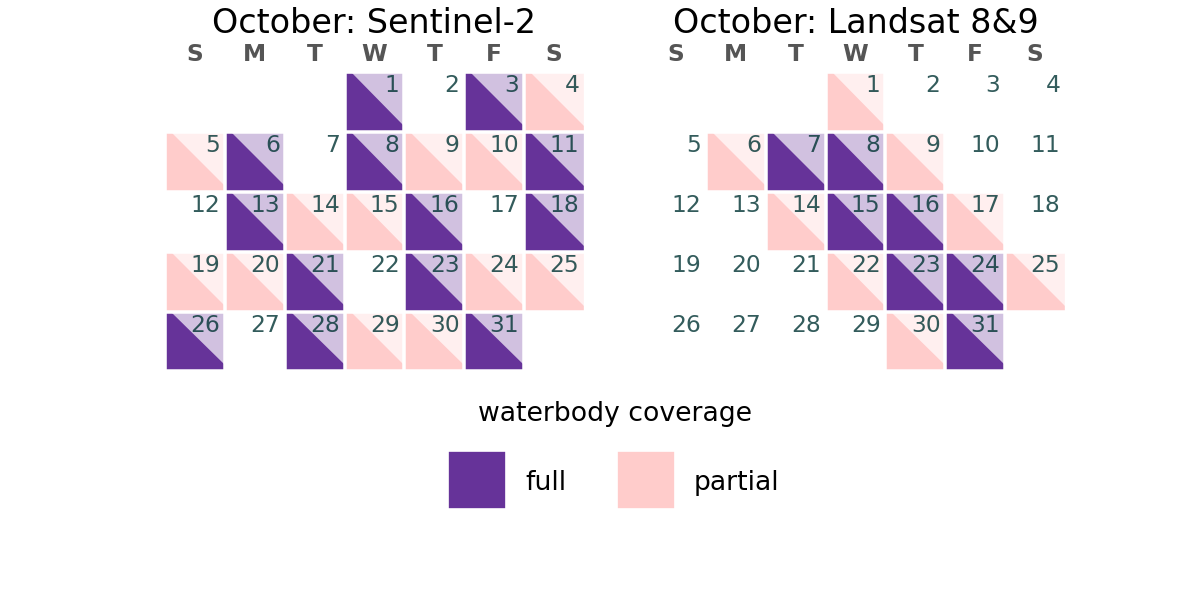 October: Sentinel-2
S M T W T F S
1 2 3 4
5 6 7 8 9 10 11
12 13 14 15 16 17 18
19 20 21 22 23 24 25
26 27 28 29 30 31
October: Landsat 8&9
S M T W T F S
1 2 3 4
5 6 7 8 9 10 11
12 13 14 15 16 17 18
19 20 21 22 23 24 25
26 27 28 29 30 31
waterbody coverage
full
partial